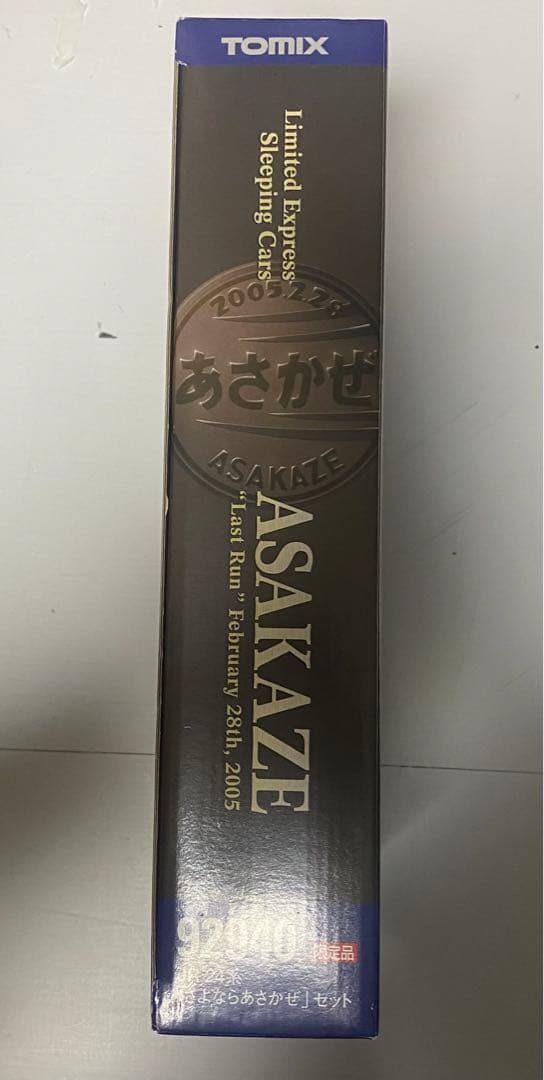 TOMIX
Limited Express
Sleeping Cars
2005.2.28
あさかぜ
ASAKAZE
ASAKAZE
“Last Run” February 28th, 2005
92040
限定品
24系
さよならあさかぜ」セット